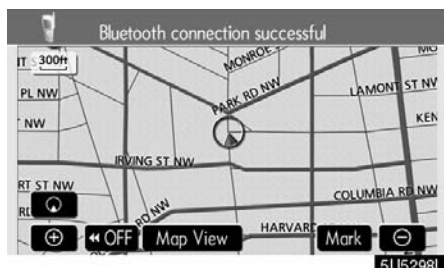 Bluetooth connection successful
300ft
MONROE
PL NW
PARK RD NW
LAMONT ST NW
NW
KEN
IRVING ST NW
RT ST NW
COLUMBIA RD NW
RD NW
HARVARD
OFF
Map View
Mark
5U5298I